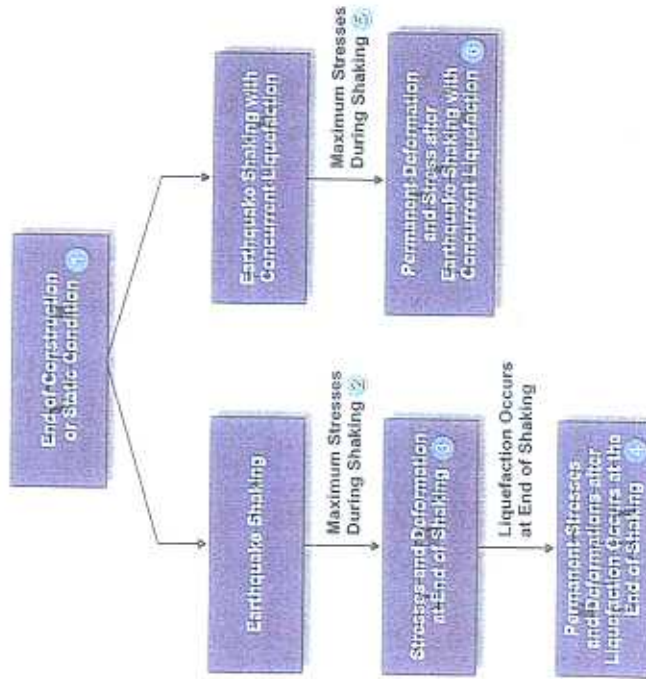 End of Construction
or Static Condition ①
Earthquake Shaking
Maximum Stresses
During Shaking ②
Stresses and Deformation
at End of Shaking ③
Liquefaction Occurs
at End of Shaking
Permanent Stresses
and Deformations after
Liquefaction Occurs at the
End of Shaking ④
Earthquake Shaking with
Concurrent Liquefaction
Maximum Stresses
During Shaking ⑤
Permanent Deformation
and Stress after
Earthquake Shaking with
Concurrent Liquefaction ⑥